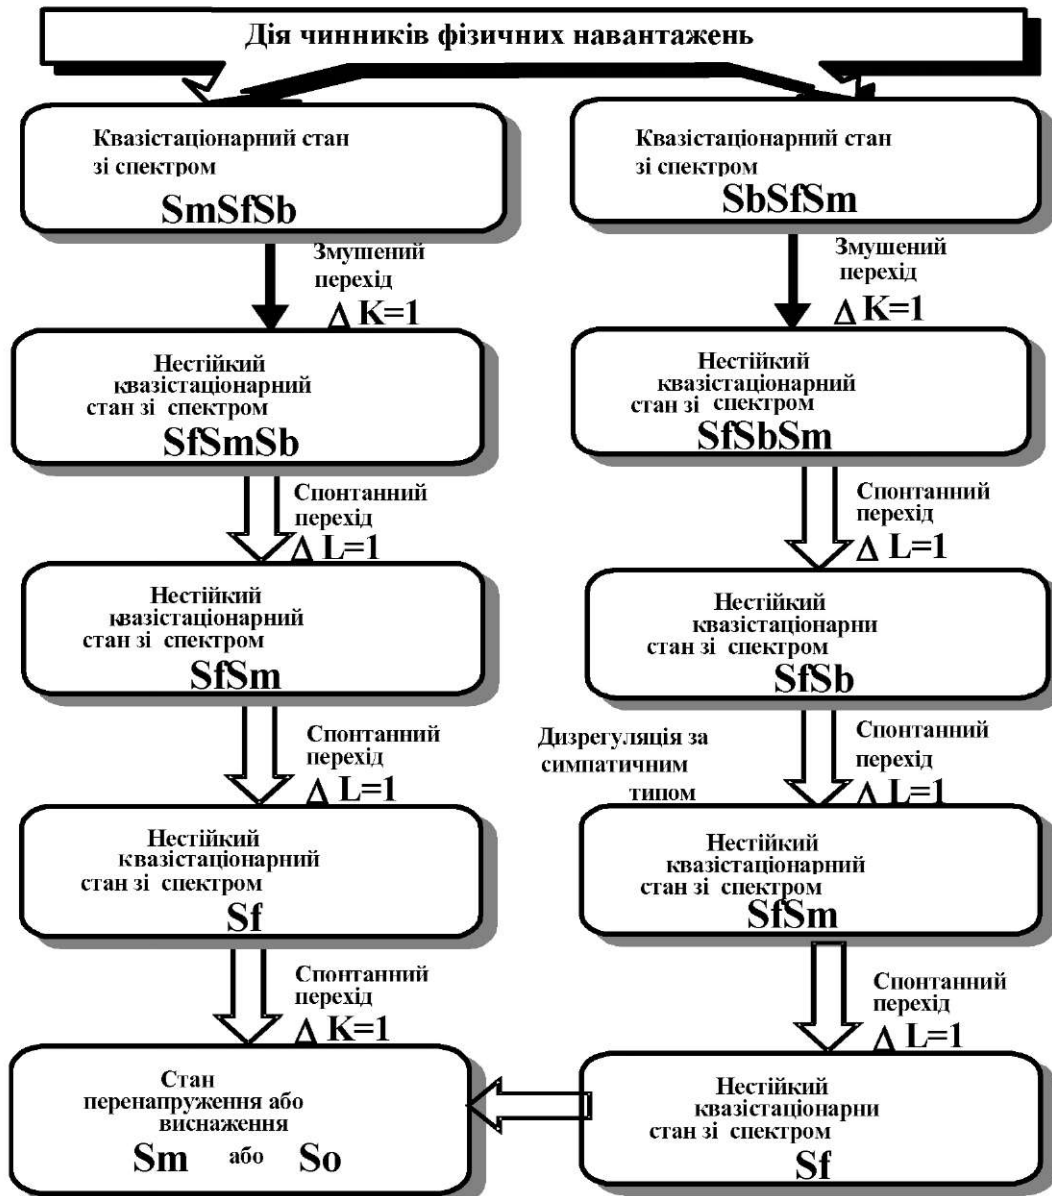 Дія чинників фізичних навантажень
Квазістаціонарний стан
зі спектром
SmSfSb
Змушений
перехід
Δ K=1
Нестійкий
квазістаціонарний
стан зі спектром
SfSmSb
Спонтанний
перехід
Δ L=1
Нестійкий
квазістаціонарний
стан зі спектром
SfSm
Спонтанний
перехід
Δ L=1
Нестійкий
квазістаціонарний
стан зі спектром
Sf
Спонтанний
перехід
Δ K=1
Стан
перенапруження або
виснаження
Sm або So
Квазістаціонарний стан
зі спектром
SbSfSm
Змушений
перехід
Δ K=1
Нестійкий
квазістаціонарний
стан зі спектром
SfSbSm
Спонтанний
перехід
Δ L=1
Нестійкий
квазістаціонарни
стан зі спектром
SfSb
Дизрегуляція за
симпатичним
типом
Спонтанний
перехід
Δ L=1
Нестійкий
квазістаціонарний
стан зі спектром
SfSm
Спонтанний
перехід
Δ L=1
Нестійкий
квазістаціонарни
стан зі спектром
Sf